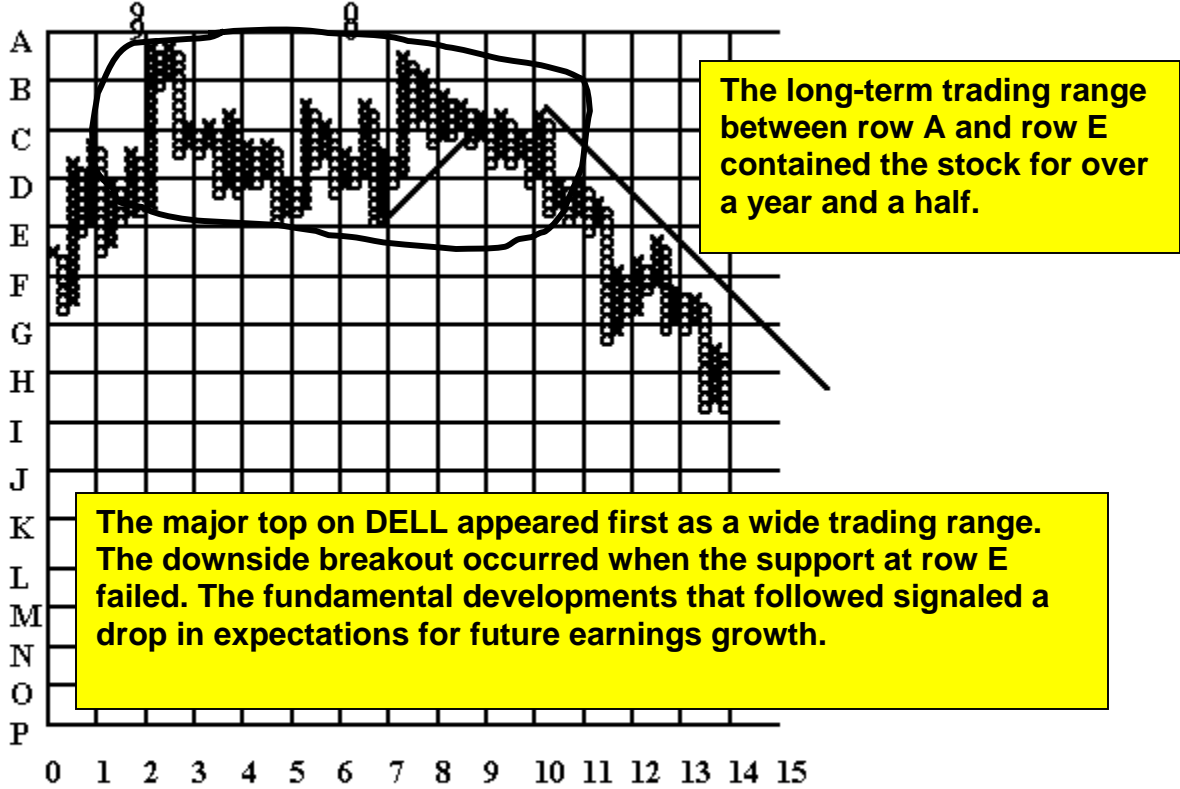 9 0
9 0
A
B
C
D
E
F
G
H
I
J
K
L
M
N
O
P
The long-term trading range
between row A and row E
contained the stock for over
a year and a half.
The major top on DELL appeared first as a wide trading range.
The downside breakout occurred when the support at row E
failed. The fundamental developments that followed signaled a
drop in expectations for future earnings growth.
0 1 2 3 4 5 6 7 8 9 10 11 12 13 14 15